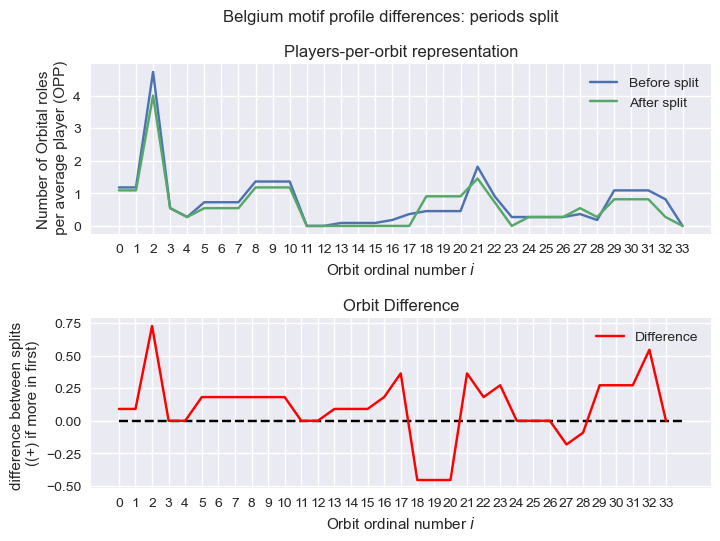 Belgium motif profile differences: periods split
Players-per-orbit representation
Number of Orbital roles
per average player (OPP)
4
3
2
1
0
Before split
After split
0 1 2 3 4 5 6 7 8 9 10 11 12 13 14 15 16 17 18 19 20 21 22 23 24 25 26 27 28 29 30 31 32 33
Orbit ordinal number i
Orbit Difference
difference between splits
((+) if more in first)
0.75
0.50
0.25
0.00
−0.25
−0.50
Difference
0 1 2 3 4 5 6 7 8 9 10 11 12 13 14 15 16 17 18 19 20 21 22 23 24 25 26 27 28 29 30 31 32 33
Orbit ordinal number i